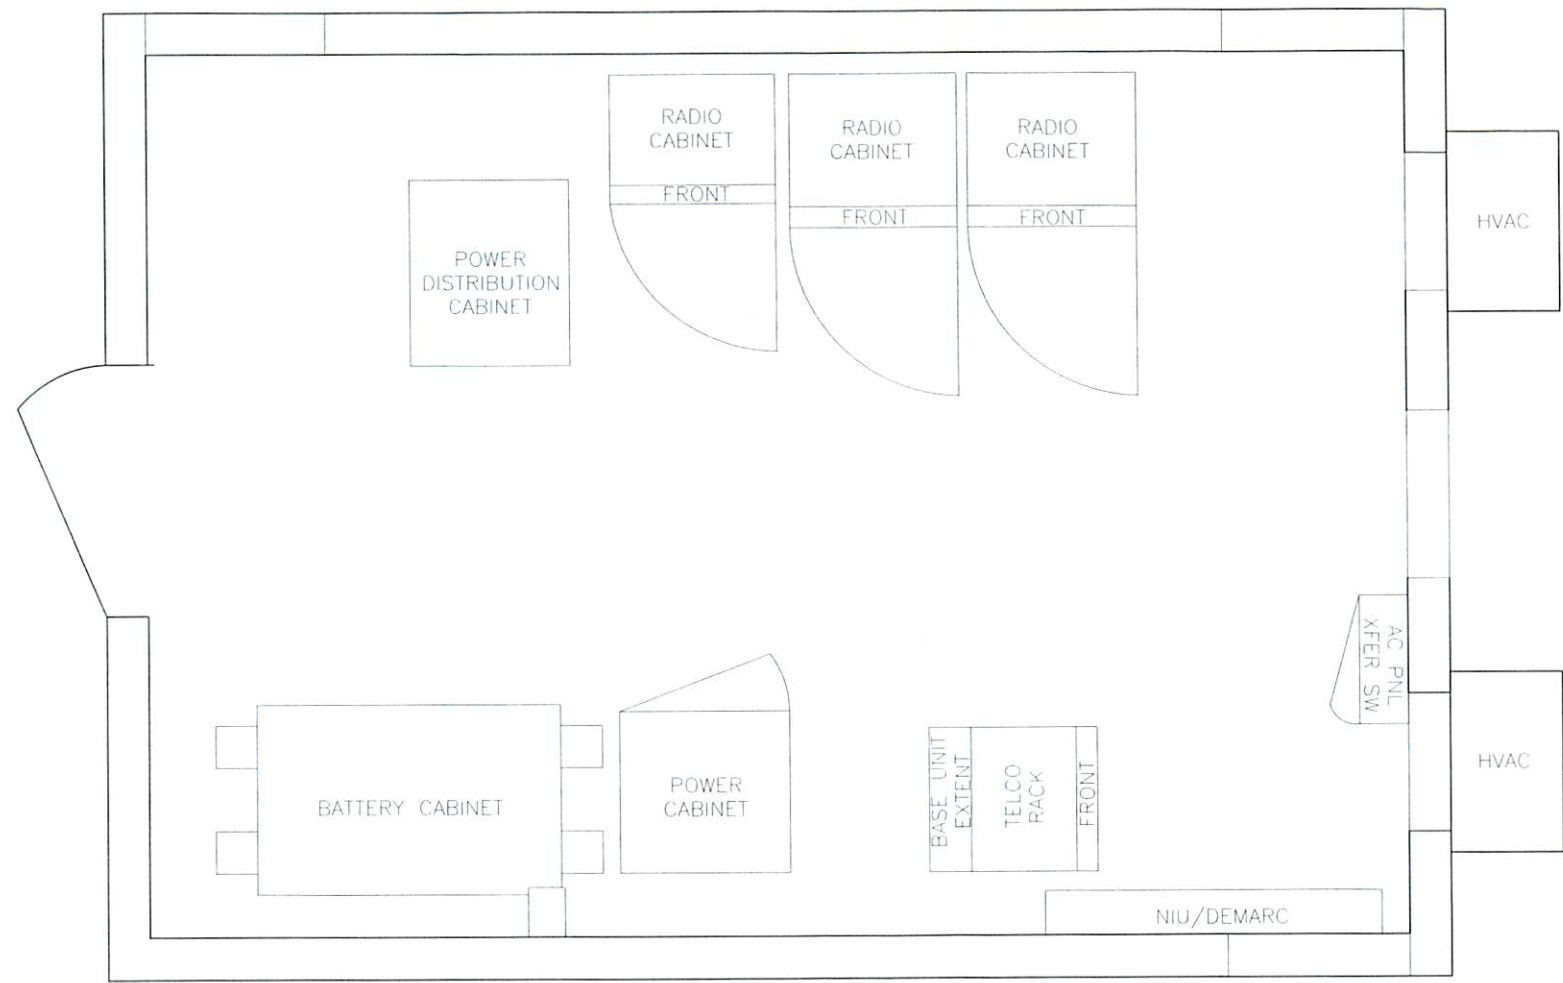 RADIO
CABINET
FRONT
RADIO
CABINET
FRONT
RADIO
CABINET
FRONT
HVAC
POWER
DISTRIBUTION
CABINET
AC PNL
XFER SW
HVAC
BATTERY CABINET
POWER
CABINET
BASE UNIT
EXTENT
TELCO
RACK
FRONT
NIU/DEMARC